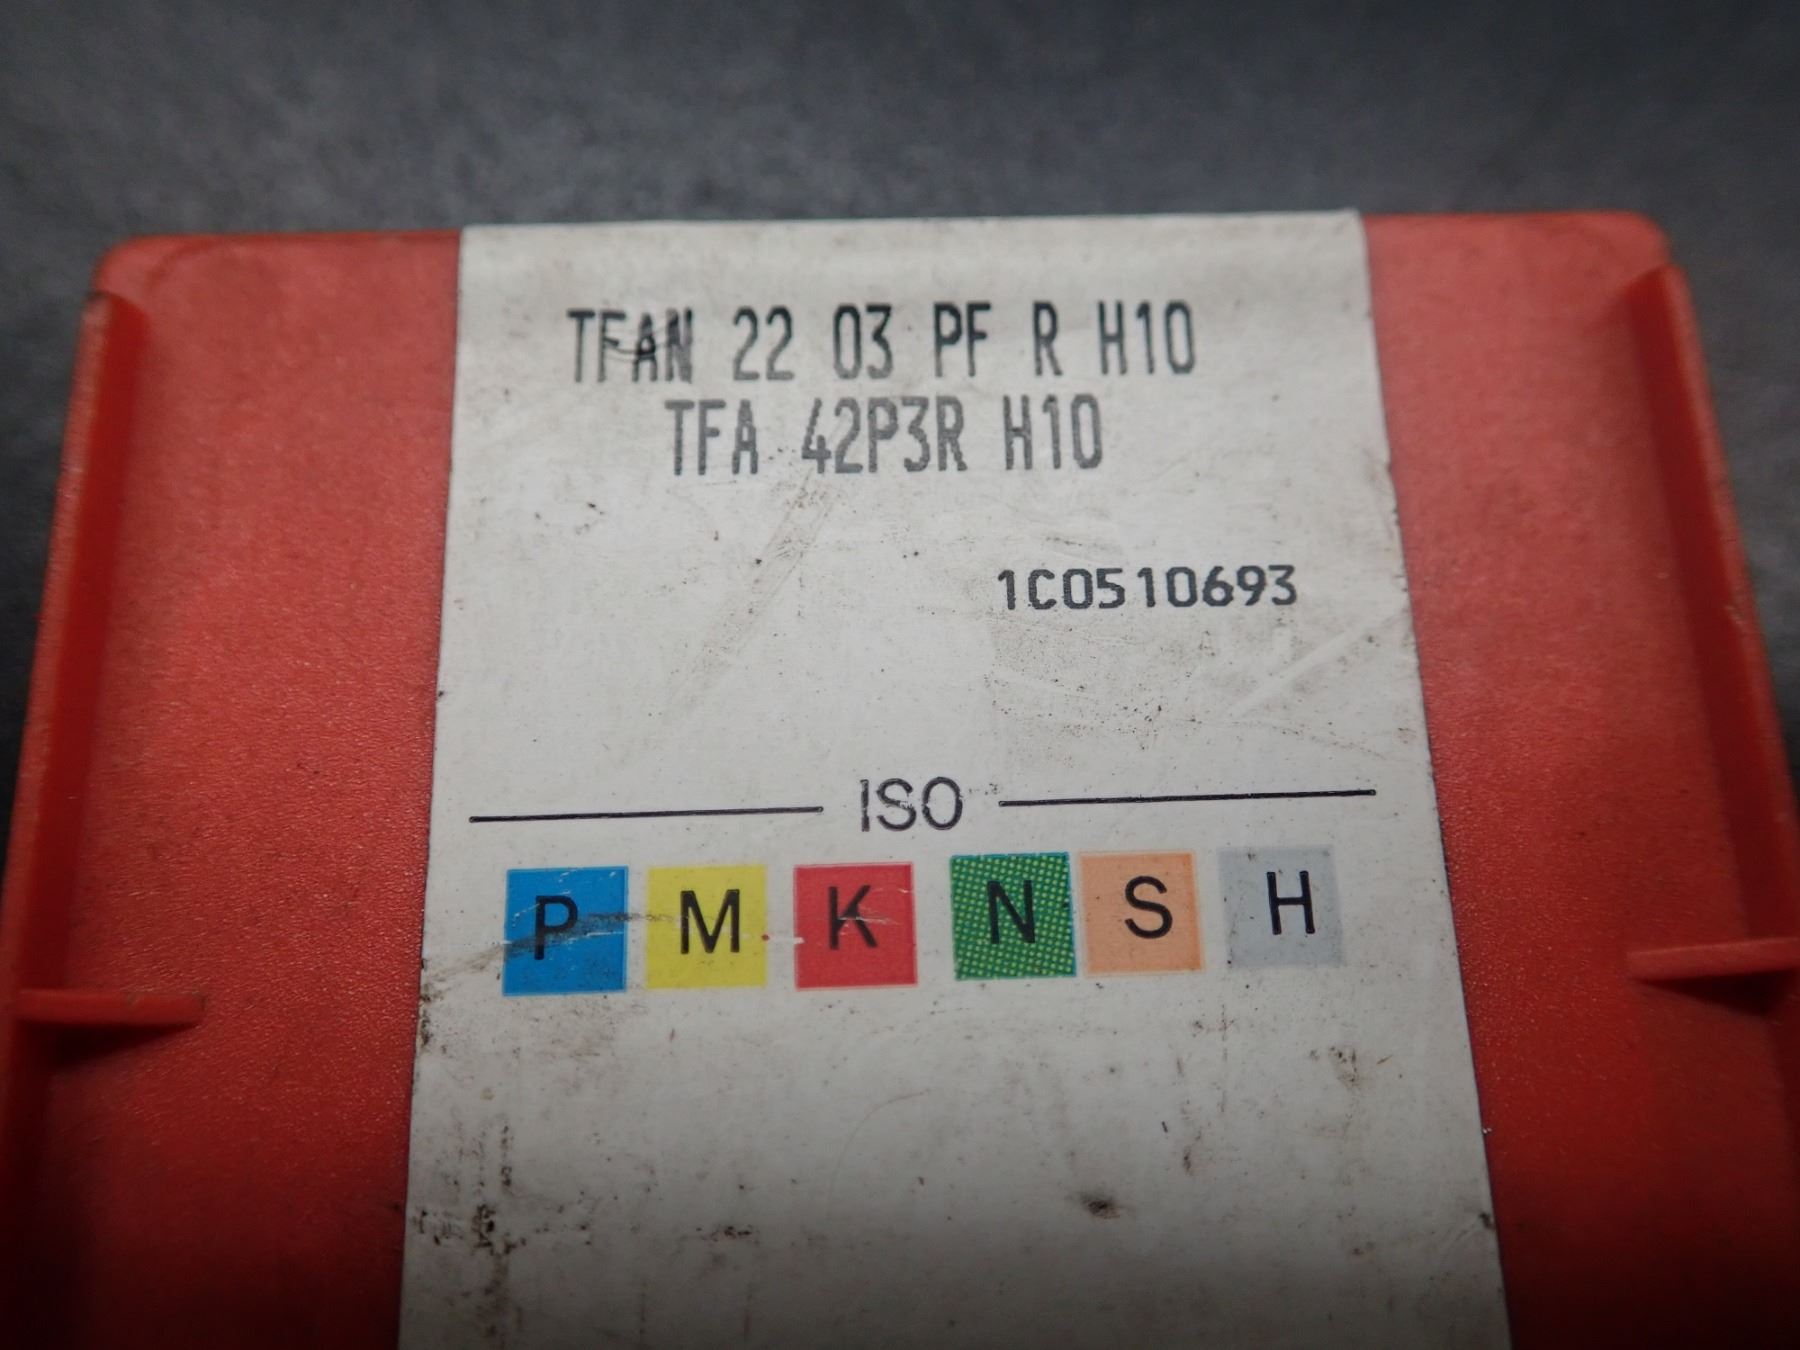 TFAN 22 03 PF R H10
TFA 42P3R H10
1C0510693
ISO
P M K N S H